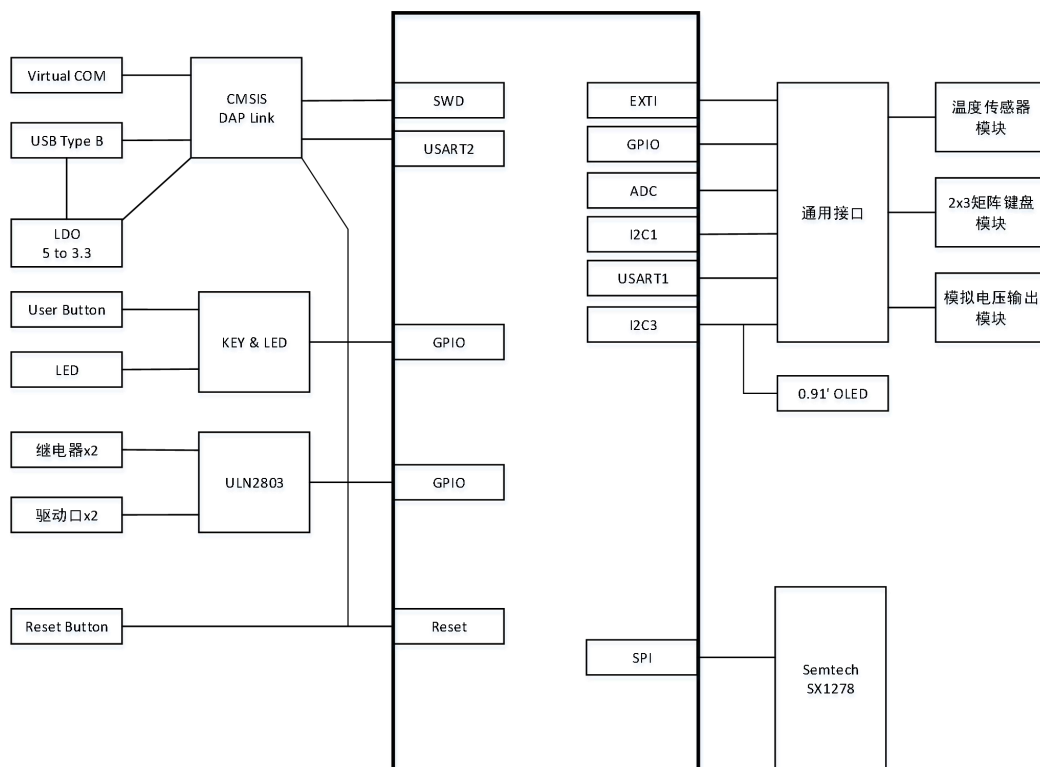 Virtual COM
CMSIS
DAP Link
USB Type B
LDO
5 to 3.3
User Button
LED
KEY & LED
继电器x2
驱动口x2
ULN2803
Reset Button
SWD
USART2
GPIO
GPIO
Reset
EXTI
GPIO
ADC
I2C1
USART1
I2C3
SPI
通用接口
0.91' OLED
Semtech
SX1278
温度传感器
模块
2x3矩阵键盘
模块
模拟电压输出
模块